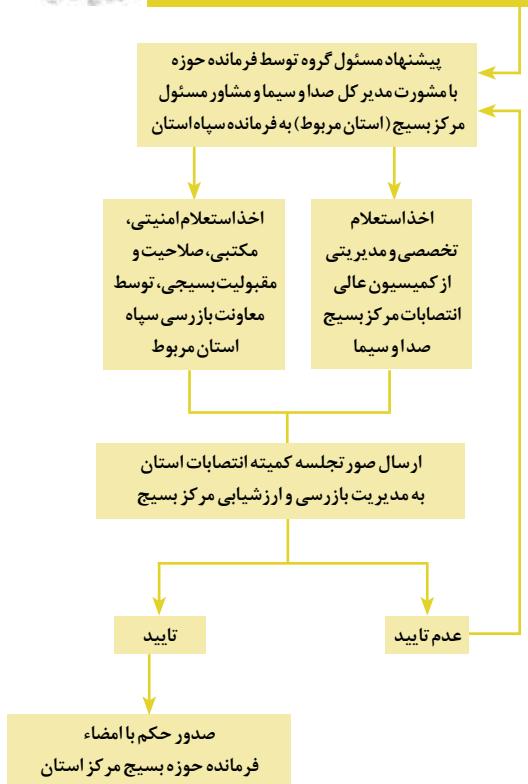 پیشنهاد مسئول گروه توسط فرمانده حوزه
با مشورت مدیر کل صدا و سیما و مشاور مسئول
مرکز بسیج (استان مربوط) به فرمانده سپاه استان
اخذ استعلام
تخصصی و مدیریتی
از کمیسیون عالی
انتصابات مرکز بسیج
صدا و سیما
اخذ استعلام امنیتی،
مکتبی، صلاحیت و
مقبولیت بسیجی، توسط
معاونت بازرسی سپاه
استان مربوط
ارسال صورتجلسه کمیته انتصابات استان
به مدیریت بازرسی و ارزشیابی مرکز بسیج
عدم تایید
تایید
صدور حکم با امضاء
فرمانده حوزه بسیج مرکز استان